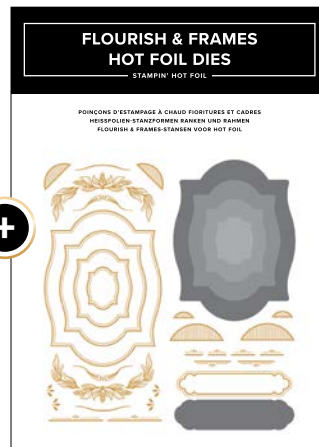 FLOURISH & FRAMES
HOT FOIL DIES
STAMPIN' HOT FOIL
POINÇONS D'ESTAMPAGE À CHAUD FIORITURES ET CADRES
HEISSFOLIEN-STANZFORMEN RANKEN UND RAHMEN
FLOURISH & FRAMES-STANSEN VOOR HOT FOIL
+